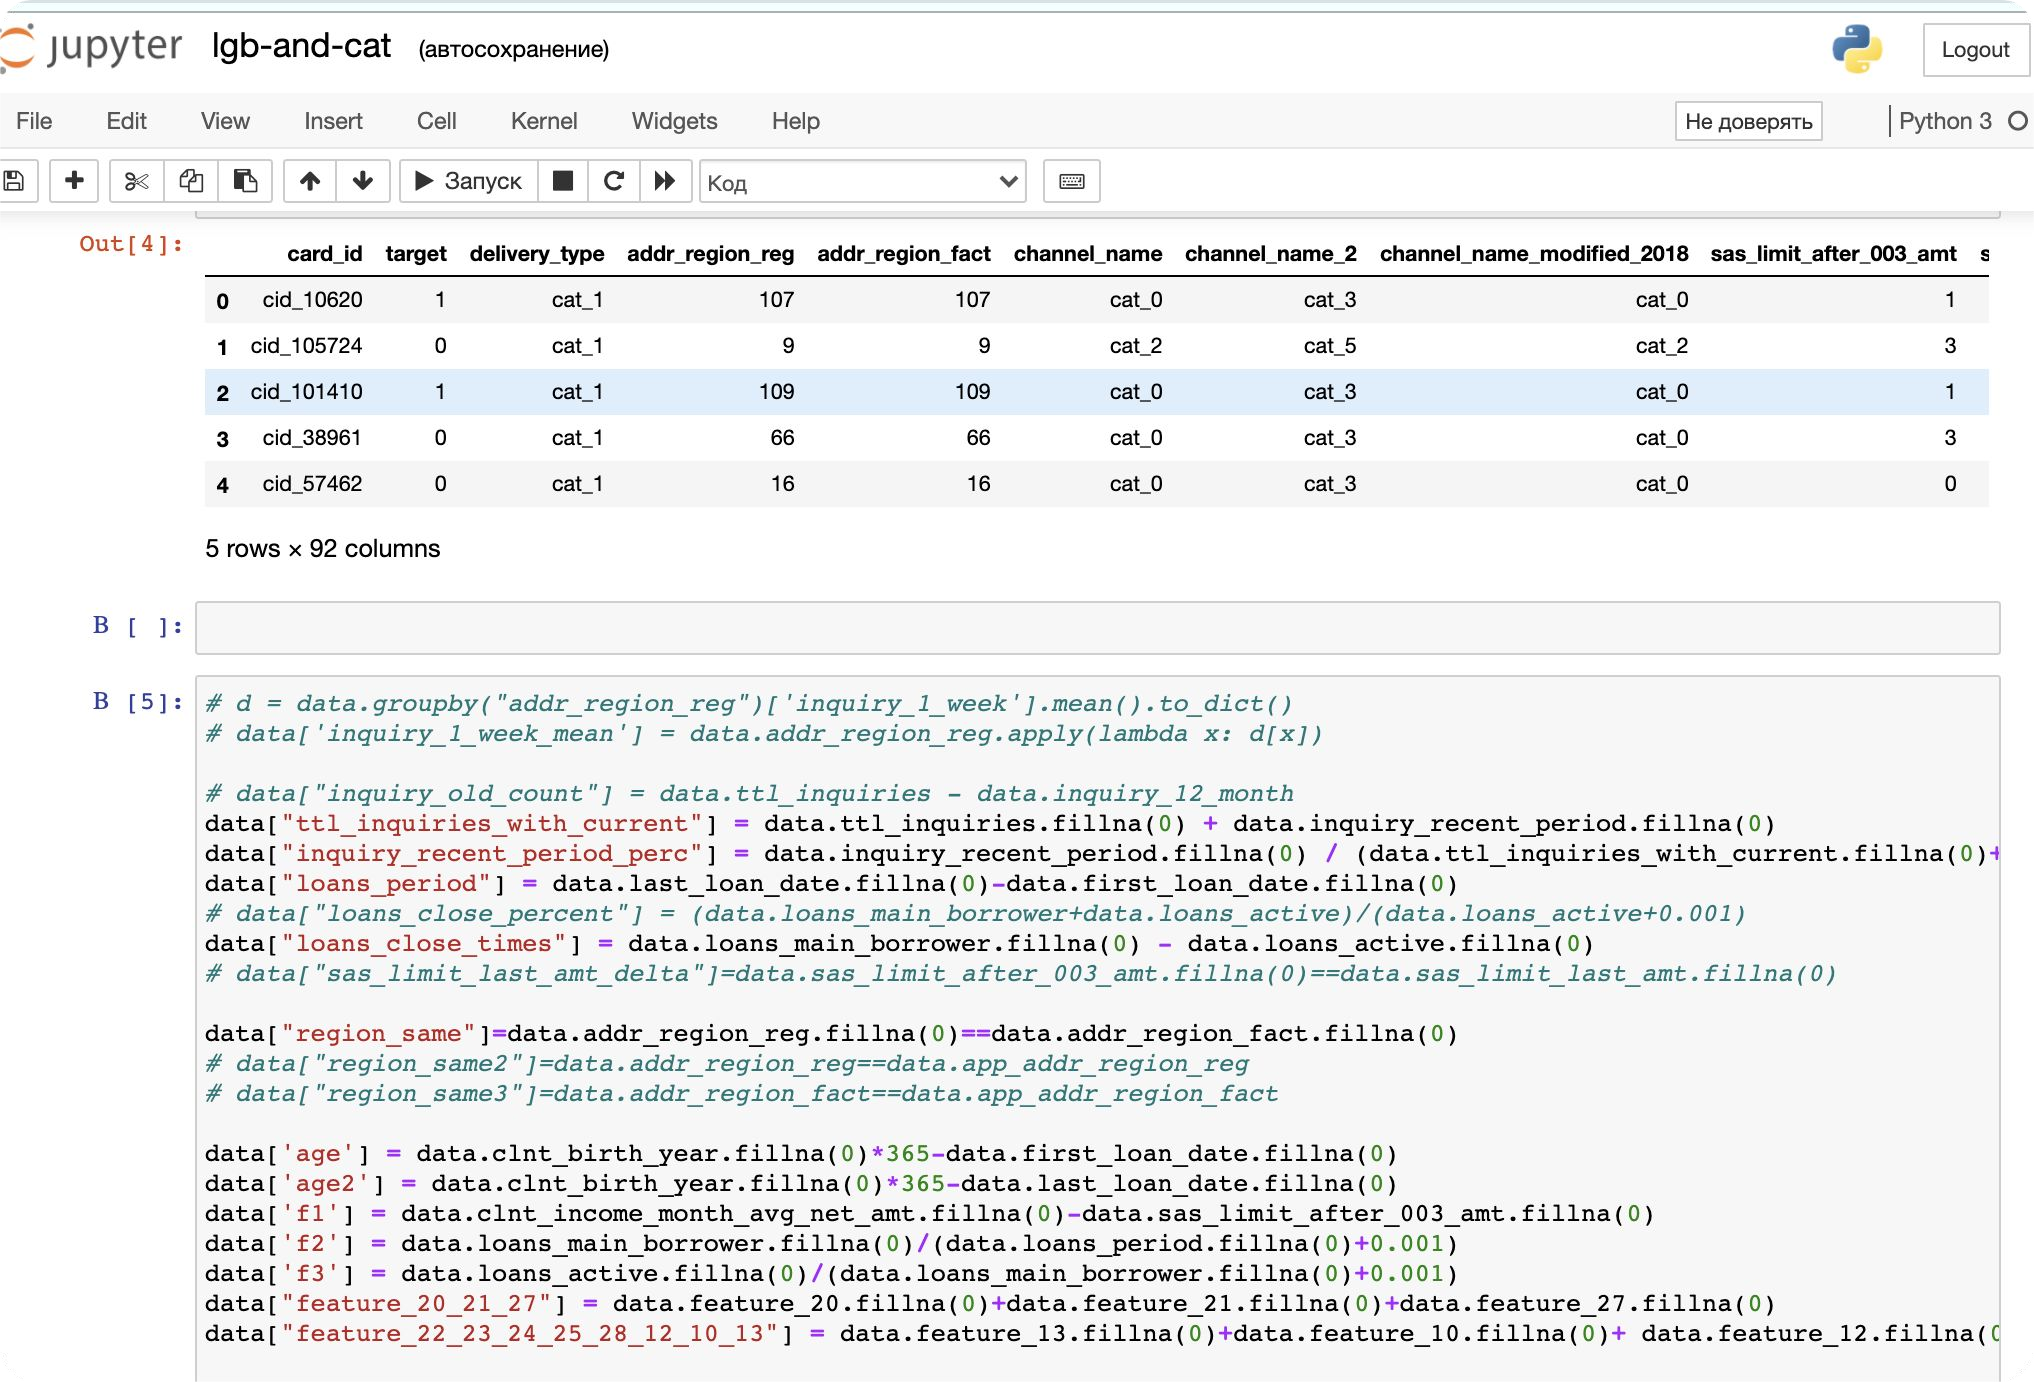 jupyter lgb-and-cat (автосохранение) Logout
File Edit View Insert Cell Kernel Widgets Help Не доверять Python 3
Запуск Код
Out[4]:
card_id target delivery_type addr_region_reg addr_region_fact channel_name channel_name_2 channel_name_modified_2018 sas_limit_after_003_amt s
0 cid_10620 1 cat_1 107 107 cat_0 cat_3 cat_0 1
1 cid_105724 0 cat_1 9 9 cat_2 cat_5 cat_2 3
2 cid_101410 1 cat_1 109 109 cat_0 cat_3 cat_0 1
3 cid_38961 0 cat_1 66 66 cat_0 cat_3 cat_0 3
4 cid_57462 0 cat_1 16 16 cat_0 cat_3 cat_0 0
5 rows × 92 columns
В [ ]:
В [5]:
# d = data.groupby("addr_region_reg")['inquiry_1_week'].mean().to_dict()
# data['inquiry_1_week_mean'] = data.addr_region_reg.apply(lambda x: d[x])
# data["inquiry_old_count"] = data.ttl_inquiries - data.inquiry_12_month
data["ttl_inquiries_with_current"] = data.ttl_inquiries.fillna(0) + data.inquiry_recent_period.fillna(0)
data["inquiry_recent_period_perc"] = data.inquiry_recent_period.fillna(0) / (data.ttl_inquiries_with_current.fillna(0)+
data["loans_period"] = data.last_loan_date.fillna(0)-data.first_loan_date.fillna(0)
# data["loans_close_percent"] = (data.loans_main_borrower+data.loans_active)/(data.loans_active+0.001)
data["loans_close_times"] = data.loans_main_borrower.fillna(0) - data.loans_active.fillna(0)
# data["sas_limit_last_amt_delta"]=data.sas_limit_after_003_amt.fillna(0)==data.sas_limit_last_amt.fillna(0)
data["region_same"]=data.addr_region_reg.fillna(0)==data.addr_region_fact.fillna(0)
# data["region_same2"]=data.addr_region_reg==data.app_addr_region_reg
# data["region_same3"]=data.addr_region_fact==data.app_addr_region_fact
data['age'] = data.clnt_birth_year.fillna(0)*365-data.first_loan_date.fillna(0)
data['age2'] = data.clnt_birth_year.fillna(0)*365-data.last_loan_date.fillna(0)
data['f1'] = data.clnt_income_month_avg_net_amt.fillna(0)-data.sas_limit_after_003_amt.fillna(0)
data['f2'] = data.loans_main_borrower.fillna(0)/(data.loans_period.fillna(0)+0.001)
data['f3'] = data.loans_active.fillna(0)/(data.loans_main_borrower.fillna(0)+0.001)
data["feature_20_21_27"] = data.feature_20.fillna(0)+data.feature_21.fillna(0)+data.feature_27.fillna(0)
data["feature_22_23_24_25_28_12_10_13"] = data.feature_13.fillna(0)+data.feature_10.fillna(0)+ data.feature_12.fillna(0